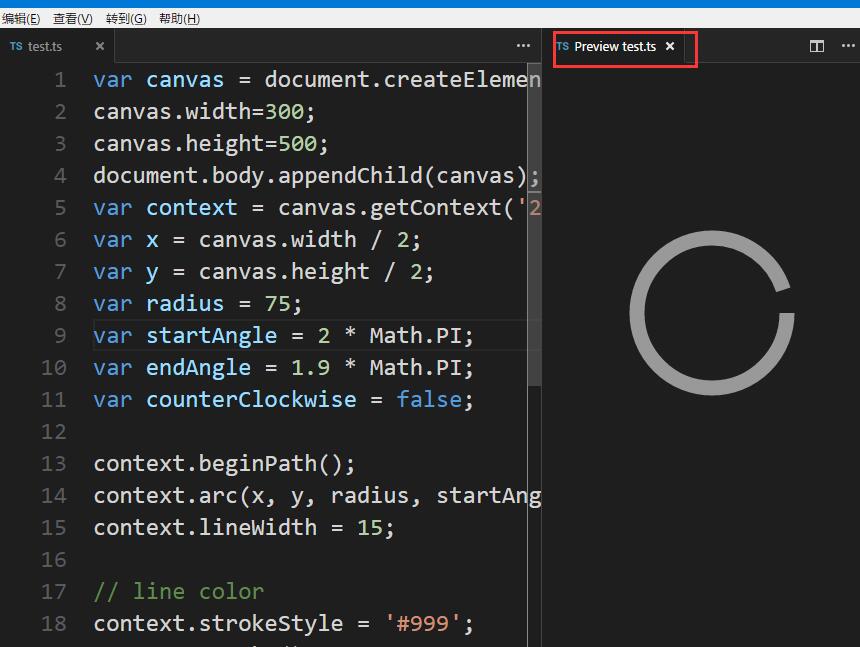 编辑(E) 查看(V) 转到(G) 帮助(H)
TS test.ts × ···
TS Preview test.ts × ···
1 var canvas = document.createElemen
2 canvas.width=300;
3 canvas.height=500;
4 document.body.appendChild(canvas);
5 var context = canvas.getContext('2
6 var x = canvas.width / 2;
7 var y = canvas.height / 2;
8 var radius = 75;
9 var startAngle = 2 * Math.PI;
10 var endAngle = 1.9 * Math.PI;
11 var counterClockwise = false;
12
13 context.beginPath();
14 context.arc(x, y, radius, startAng
15 context.lineWidth = 15;
16
17 // line color
18 context.strokeStyle = '#999';